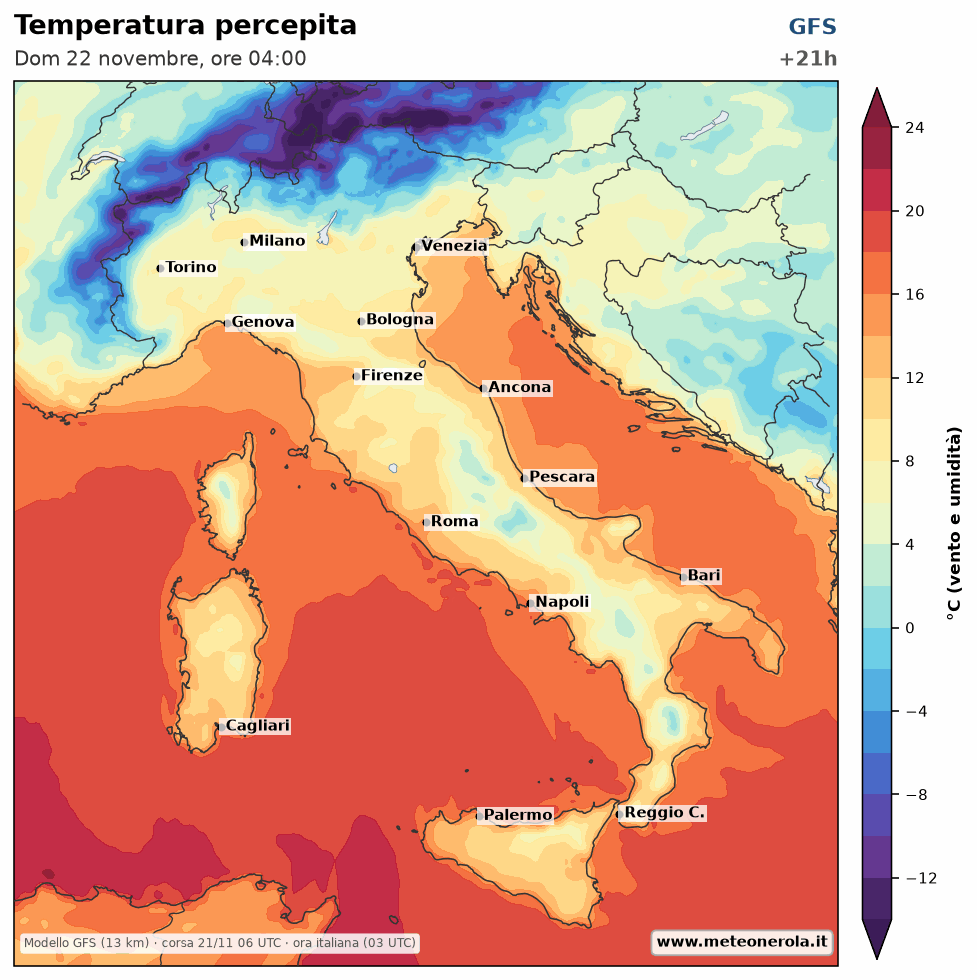 Temperatura percepita
GFS
Dom 22 novembre, ore 04:00
+21h
24
20
16
12
8
4
0
−4
−8
−12
°C (vento e umidità)
Milano
Venezia
Torino
Genova
Bologna
Firenze
Ancona
Pescara
Roma
Bari
Napoli
Cagliari
Palermo
Reggio C.
Modello GFS (13 km) · corsa 21/11 06 UTC · ora italiana (03 UTC)
www.meteonerola.it